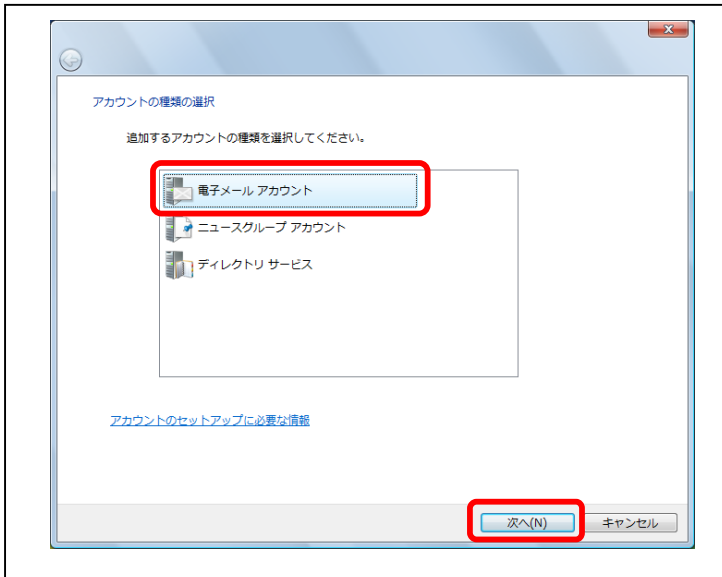 アカウントの種類の選択
追加するアカウントの種類を選択してください。
電子メール アカウント
ニュースグループ アカウント
ディレクトリ サービス
アカウントのセットアップに必要な情報
次へ(N)
キャンセル